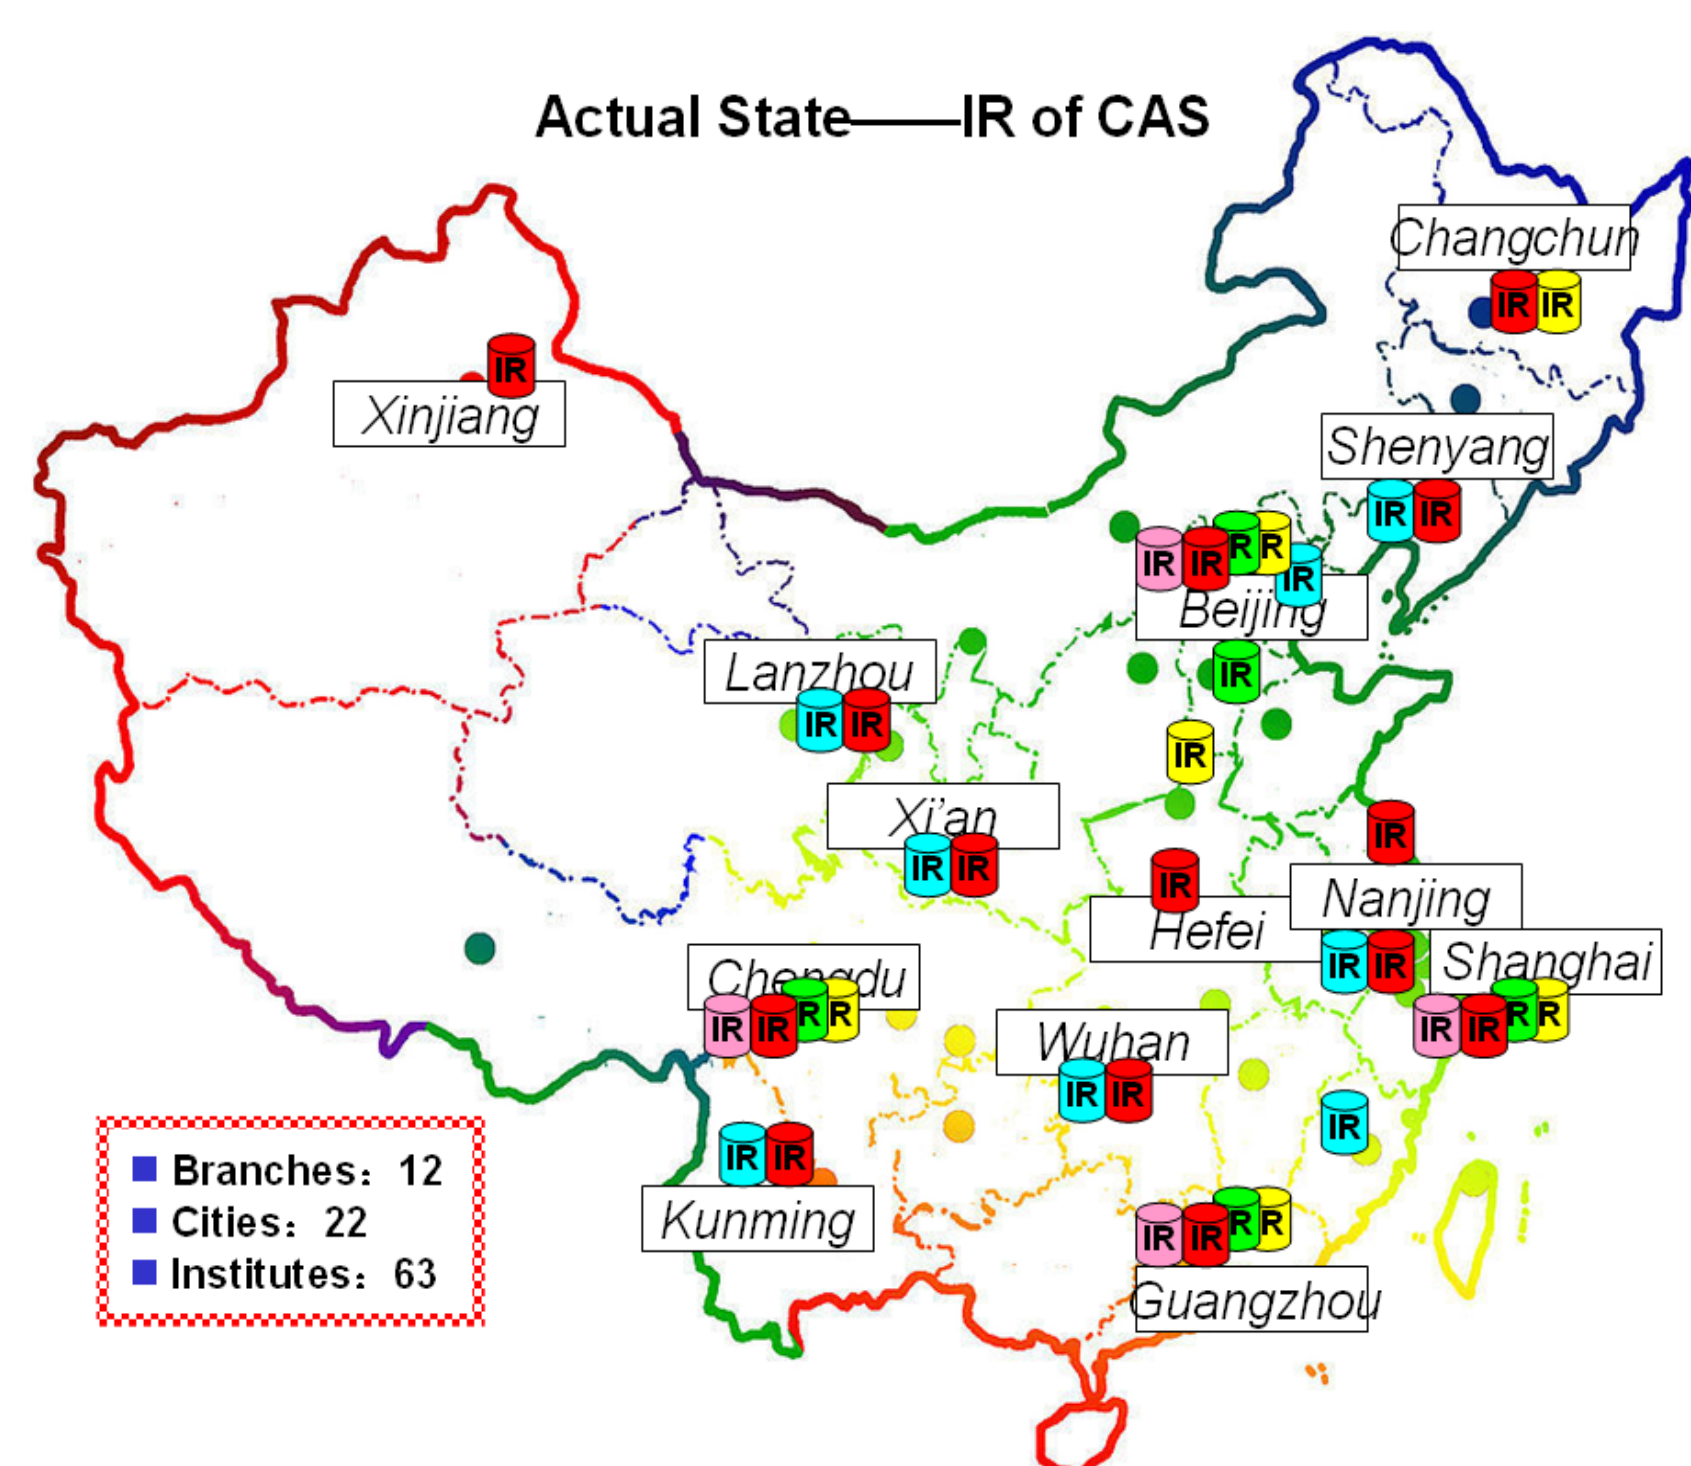 Actual State——IR of CAS
Changchun
IR IR
IR
Xinjiang
Shenyang
IR IR
IR IR R R
IR
Beijing
Lanzhou
IR
IR IR
IR
Xi'an
IR
IR IR
IR
Nanjing
Hefei
IR IR
Shanghai
Chengdu
IR IR R R
IR IR R R
Wuhan
IR IR
IR
IR IR
Kunming
IR IR R R
Guangzhou
Branches：12
Cities：22
Institutes：63